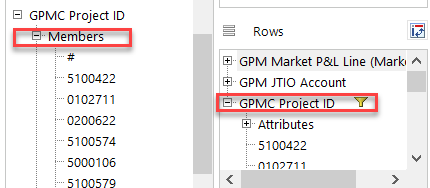 GPMC Project ID
Members
#
5100422
0102711
0200622
5100574
5000106
5100579
Rows
GPM Market P&L Line (Marke
GPM JTIO Account
GPMC Project ID
Attributes
5100422
0102711